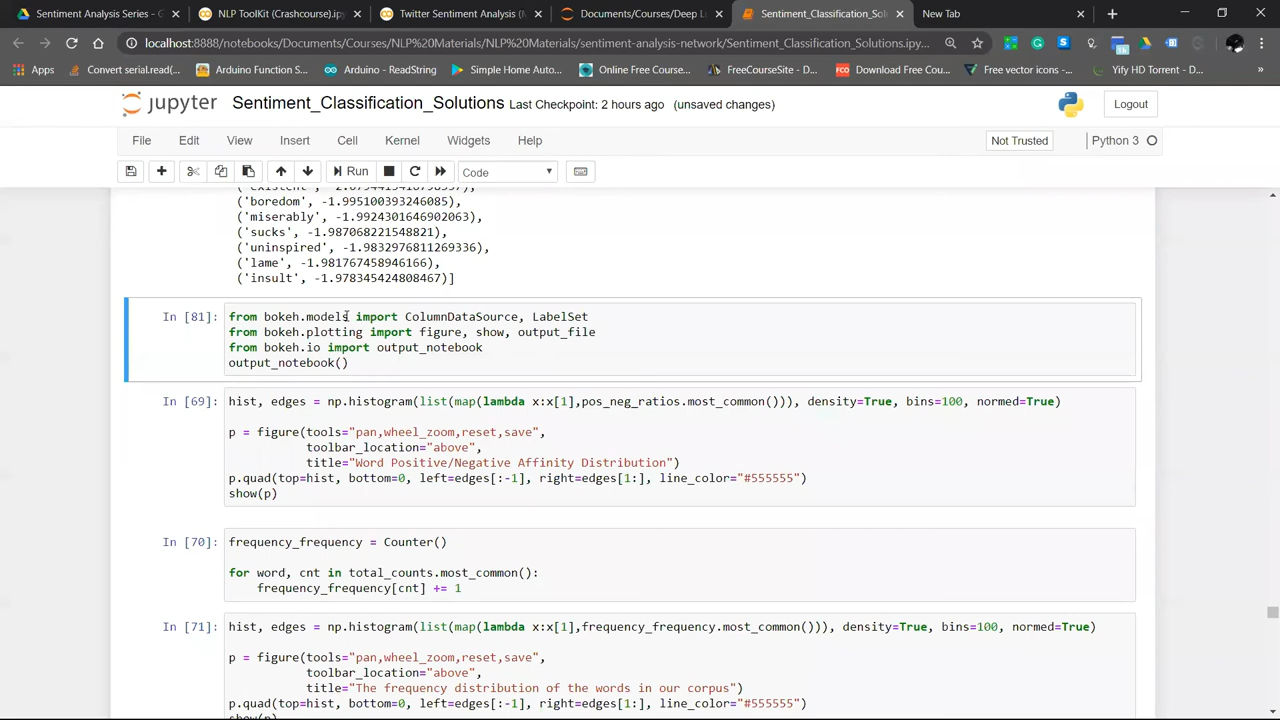 Sentiment Analysis Series - G
NLP ToolKit (Crashcourse).ipy
Twitter Sentiment Analysis (N
Documents/Courses/Deep L
Sentiment_Classification_Solu
New Tab
localhost:8888/notebooks/Documents/Courses/NLP%20Materials/NLP%20Materials/sentiment-analysis-network/Sentiment_Classification_Solutions.ipy...
Apps
Convert serial.read(...
Arduino Function S...
Arduino - ReadString
Simple Home Auto...
Online Free Course...
FreeCourseSite - D...
FCO
Download Free Cou...
Free vector icons -...
Yify HD Torrent - D...
»
jupyter
Sentiment_Classification_Solutions
Last Checkpoint: 2 hours ago (unsaved changes)
Logout
File
Edit
View
Insert
Cell
Kernel
Widgets
Help
Not Trusted
Python 3
Run
Code
('boredom', -1.995100393246085),
('miserably', -1.9924301646902063),
('sucks', -1.987068221548821),
('uninspired', -1.9832976811269336),
('lame', -1.981767458946166),
('insult', -1.978345424808467)]
In [81]:
from bokeh.models import ColumnDataSource, LabelSet
from bokeh.plotting import figure, show, output_file
from bokeh.io import output_notebook
output_notebook()
In [69]:
hist, edges = np.histogram(list(map(lambda x:x[1],pos_neg_ratios.most_common())), density=True, bins=100, normed=True)
p = figure(tools="pan,wheel_zoom,reset,save",
toolbar_location="above",
title="Word Positive/Negative Affinity Distribution")
p.quad(top=hist, bottom=0, left=edges[:-1], right=edges[1:], line_color="#555555")
show(p)
In [70]:
frequency_frequency = Counter()
for word, cnt in total_counts.most_common():
frequency_frequency[cnt] += 1
In [71]:
hist, edges = np.histogram(list(map(lambda x:x[1],frequency_frequency.most_common())), density=True, bins=100, normed=True)
p = figure(tools="pan,wheel_zoom,reset,save",
toolbar_location="above",
title="The frequency distribution of the words in our corpus")
p.quad(top=hist, bottom=0, left=edges[:-1], right=edges[1:], line_color="#555555")
show(p)